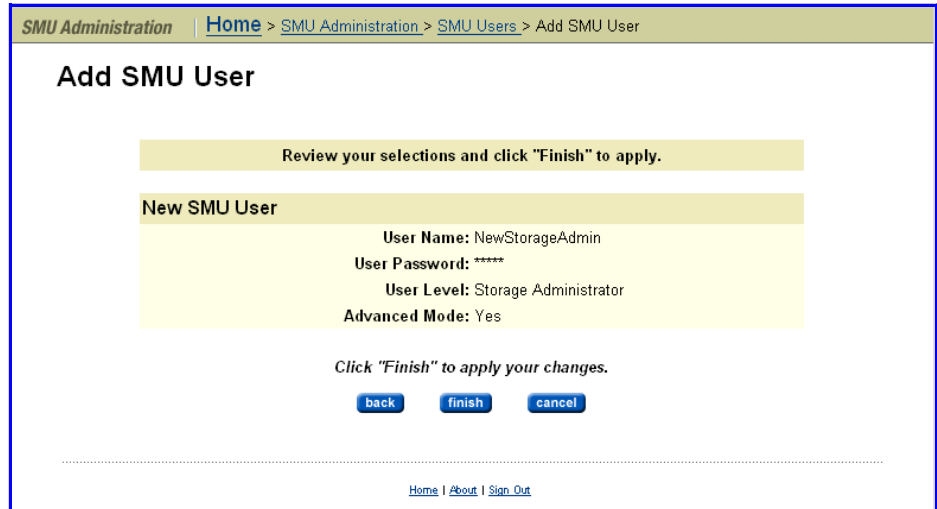 SMU Administration | Home > SMU Administration > SMU Users > Add SMU User
Add SMU User
Review your selections and click "Finish" to apply.
New SMU User
User Name: NewStorageAdmin
User Password: *****
User Level: Storage Administrator
Advanced Mode: Yes
Click "Finish" to apply your changes.
back finish cancel
Home | About | Sign Out